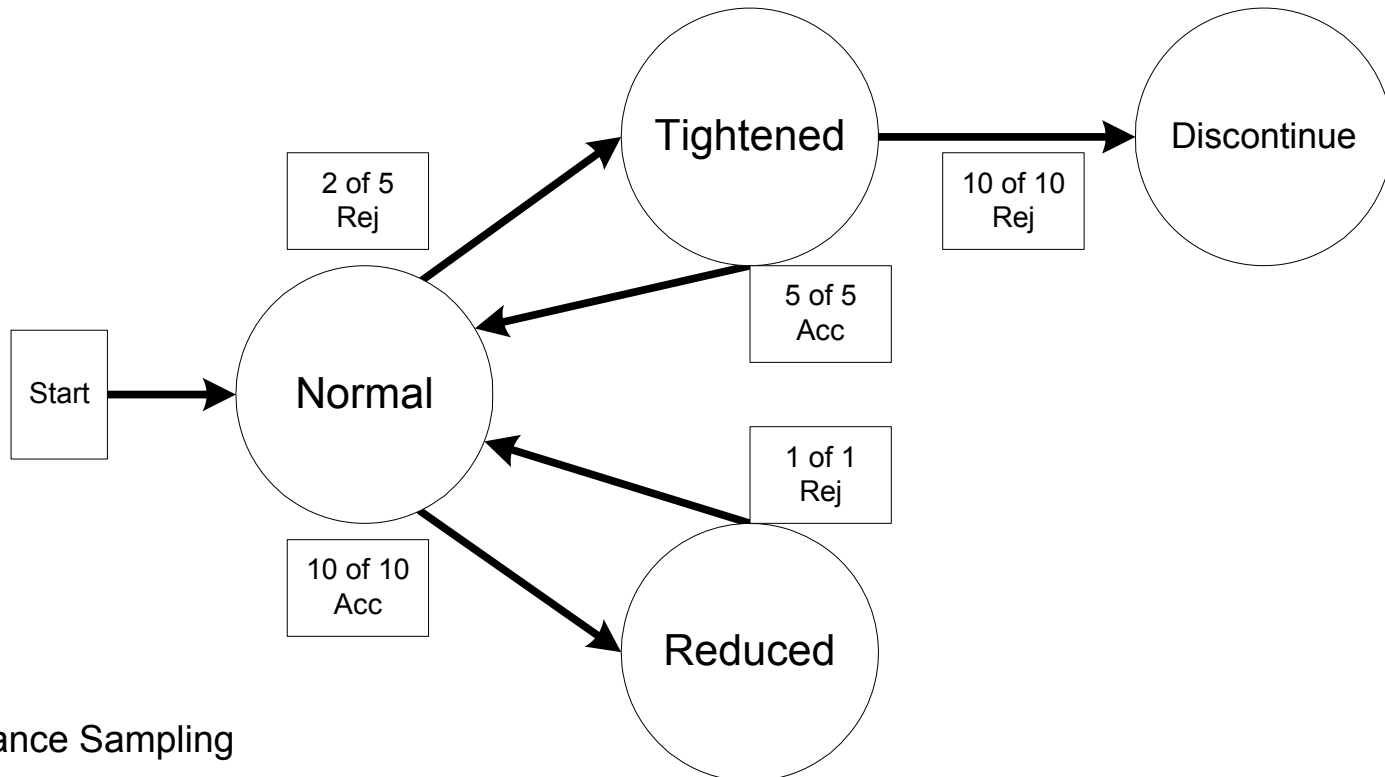 Tightened
Discontinue
2 of 5
Rej
10 of 10
Rej
5 of 5
Acc
Start
Normal
1 of 1
Rej
10 of 10
Acc
Reduced
ance Sampling